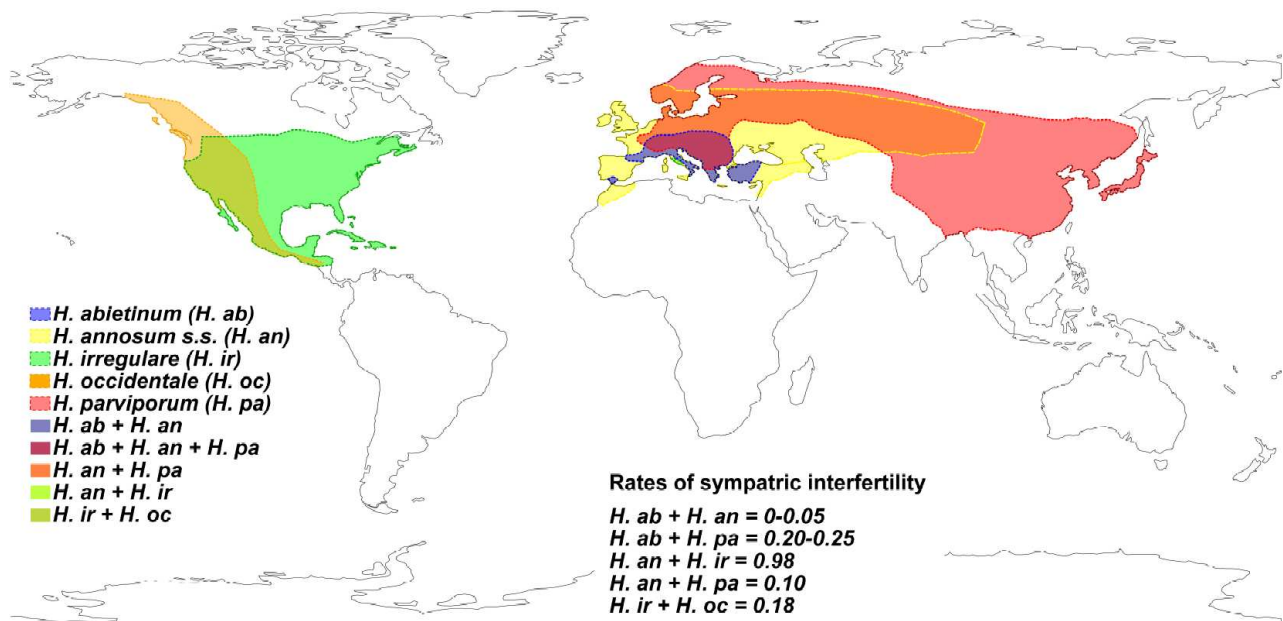 H. abietinum (H. ab)
H. annosum s.s. (H. an)
H. irregulare (H. ir)
H. occidentale (H. oc)
H. parviporum (H. pa)
H. ab + H. an
H. ab + H. an + H. pa
H. an + H. pa
H. an + H. ir
H. ir + H. oc
Rates of sympatric interfertility
H. ab + H. an = 0-0.05
H. ab + H. pa = 0.20-0.25
H. an + H. ir = 0.98
H. an + H. pa = 0.10
H. ir + H. oc = 0.18